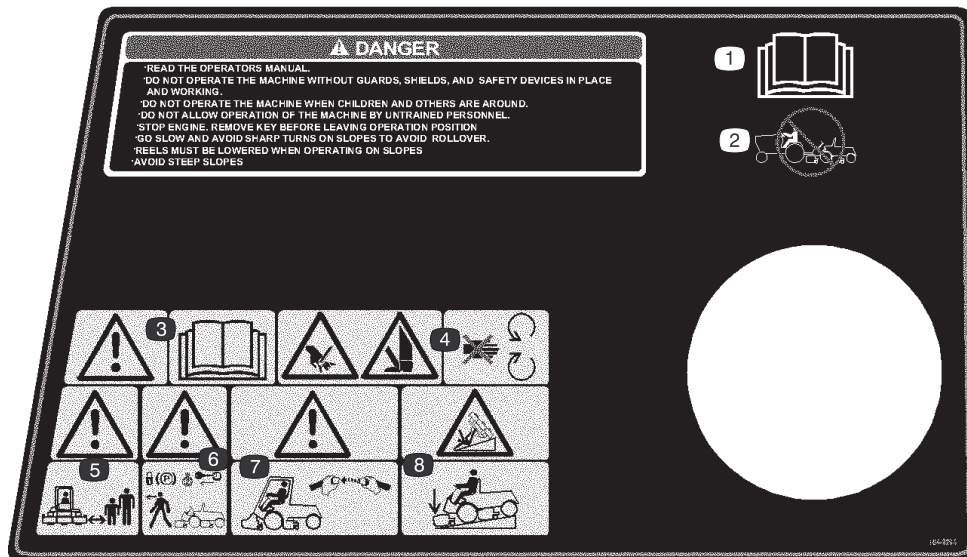 DANGER
·READ THE OPERATORS MANUAL.
·DO NOT OPERATE THE MACHINE WITHOUT GUARDS, SHIELDS, AND SAFETY DEVICES IN PLACE
AND WORKING.
·DO NOT OPERATE THE MACHINE WHEN CHILDREN AND OTHERS ARE AROUND.
·DO NOT ALLOW OPERATION OF THE MACHINE BY UNTRAINED PERSONNEL.
·STOP ENGINE. REMOVE KEY BEFORE LEAVING OPERATION POSITION
·GO SLOW AND AVOID SHARP TURNS ON SLOPES TO AVOID ROLLOVER.
·REELS MUST BE LOWERED WHEN OPERATING ON SLOPES
·AVOID STEEP SLOPES
1
2
3
4
5
6
7
8
(P)